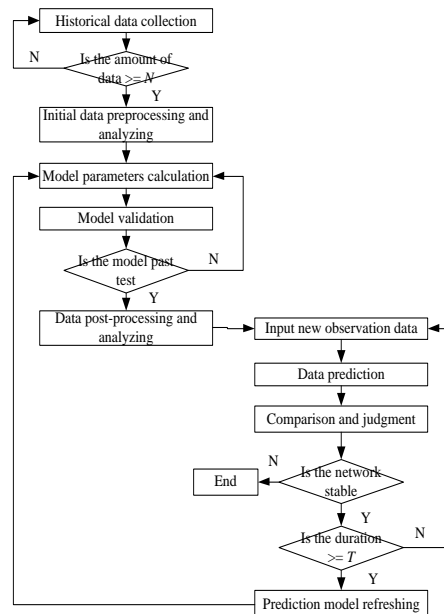 Historical data collection
N
Is the amount of
data >= N
Y
Initial data preprocessing and
analyzing
Model parameters calculation
Model validation
Is the model past
test
N
Y
Data post-processing and
analyzing
Input new observation data
Data prediction
Comparison and judgment
N
Is the network
stable
End
Y
Is the duration
>= T
N
Y
Prediction model refreshing